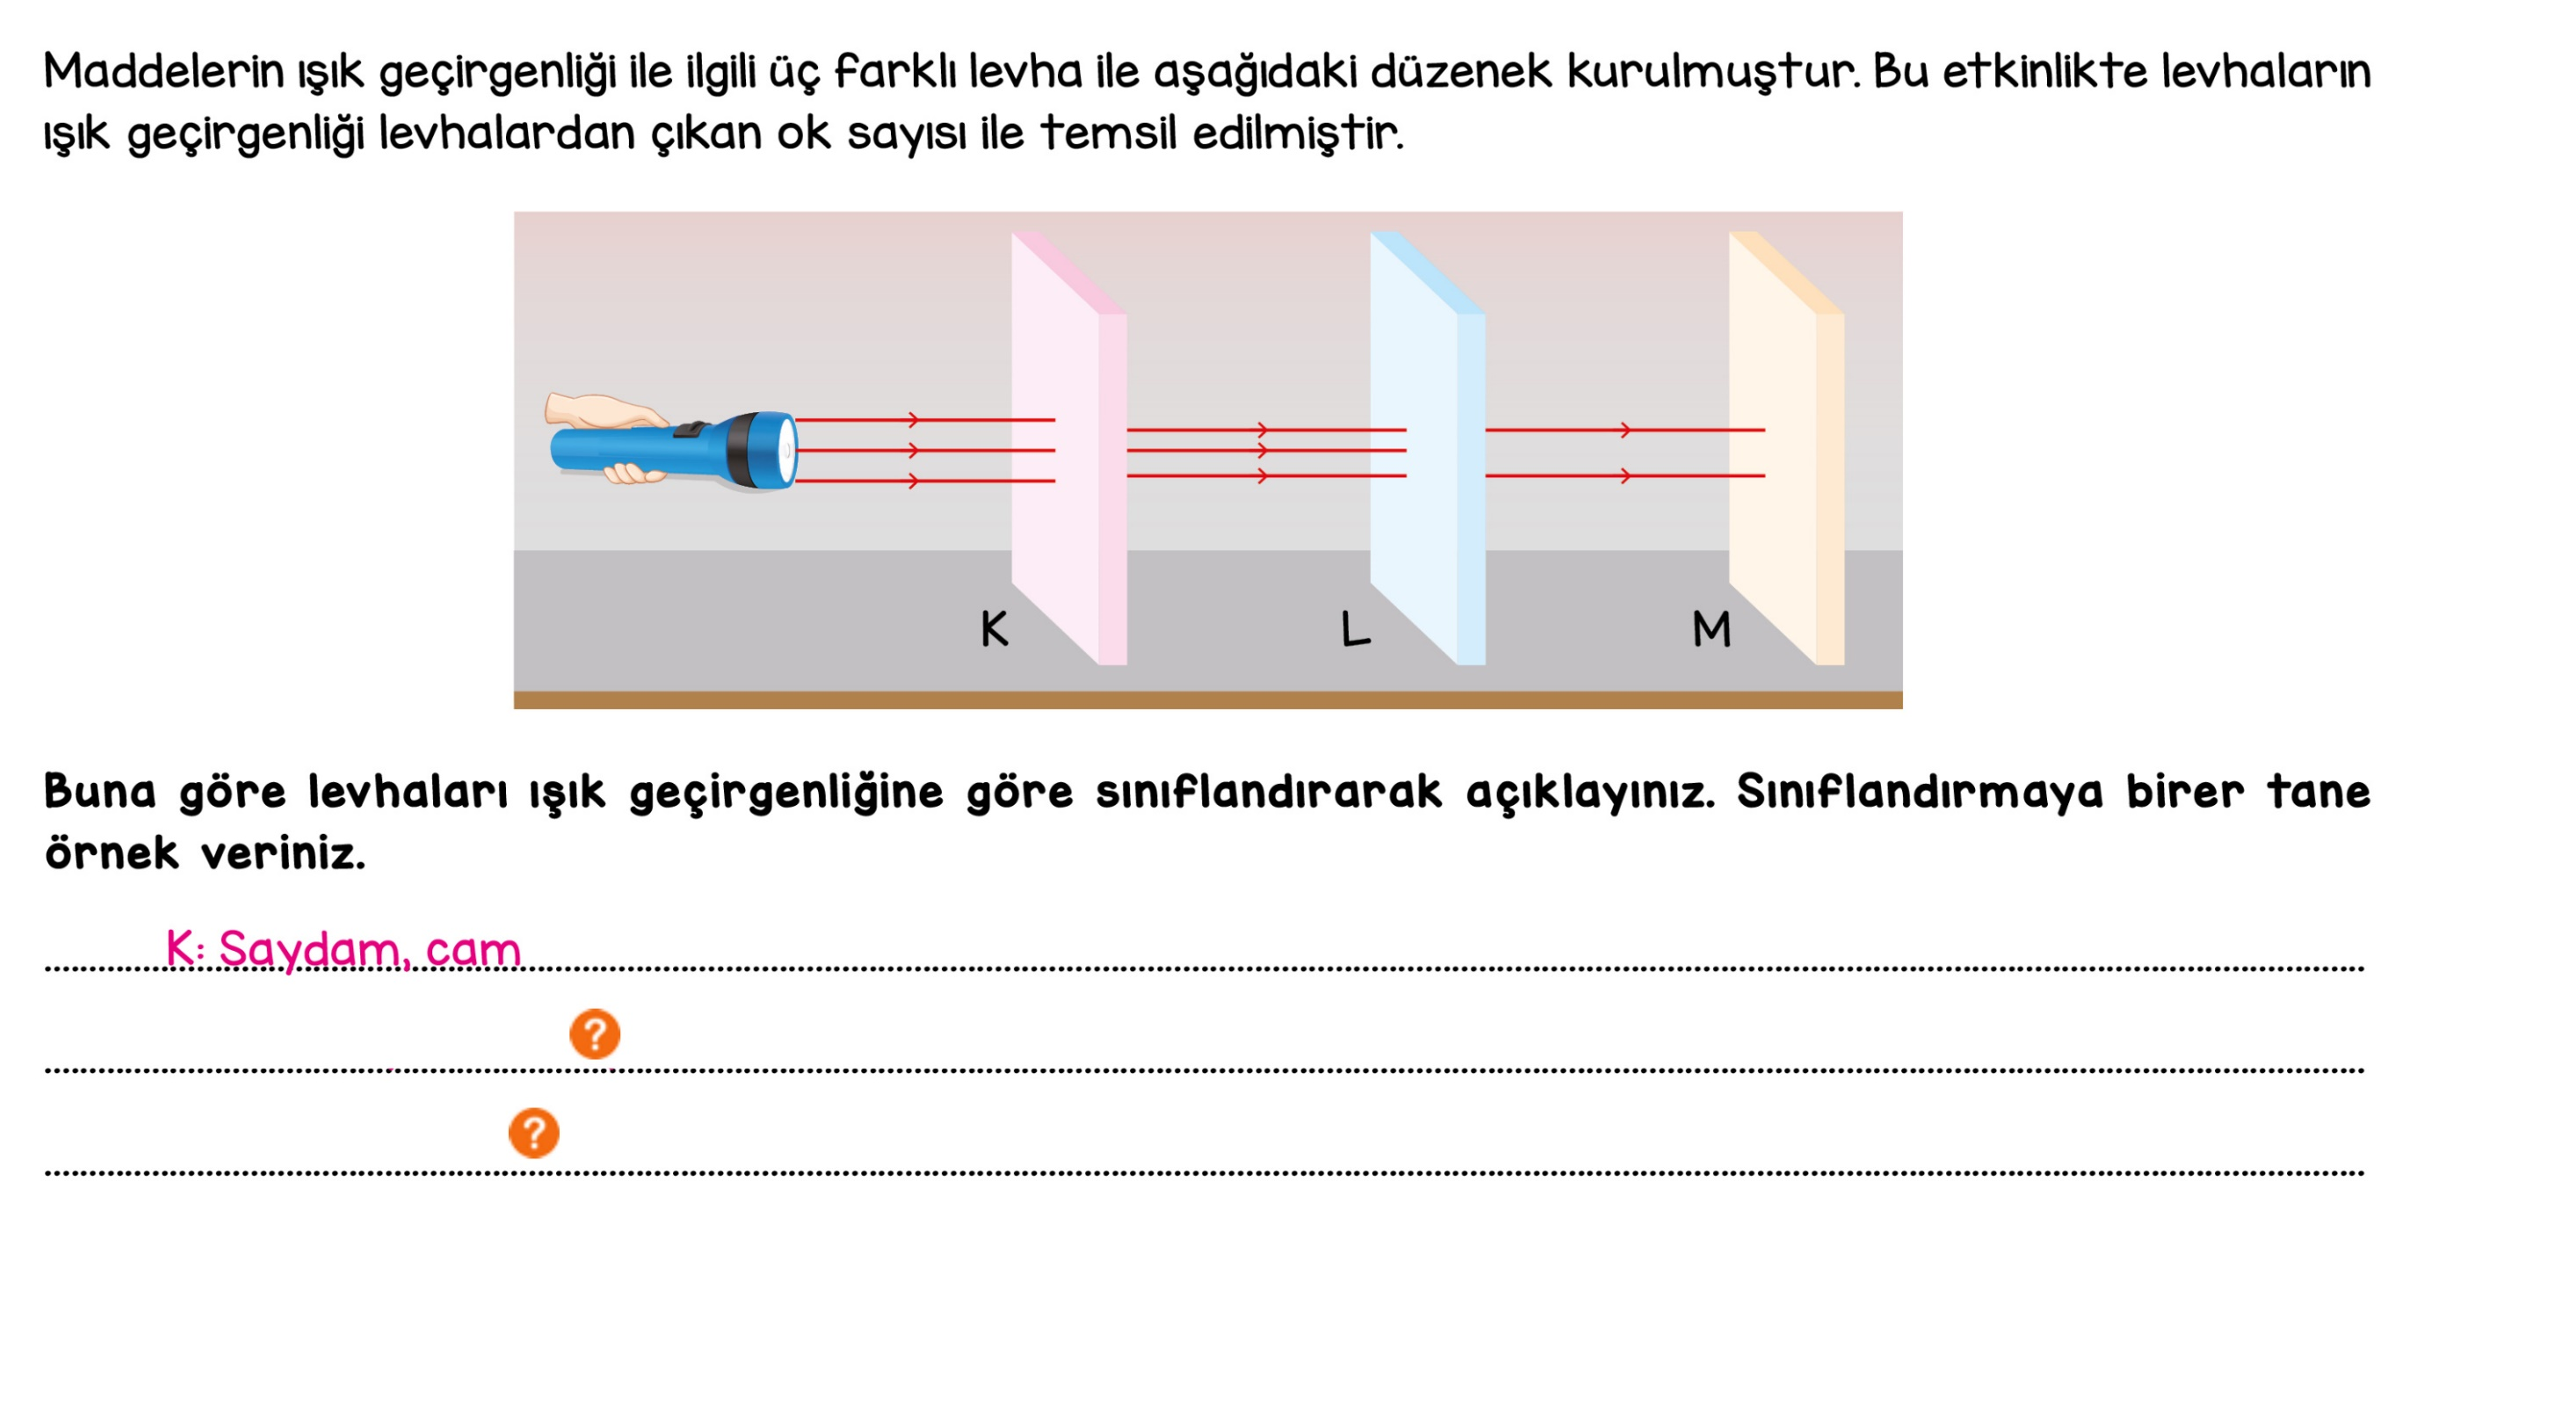 Maddelerin ışık geçirgenliği ile ilgili üç farklı levha ile aşağıdaki düzenek kurulmuştur. Bu etkinlikte levhaların
ışık geçirgenliği levhalardan çıkan ok sayısı ile temsil edilmiştir.
K L M
Buna göre levhaları ışık geçirgenliğine göre sınıflandırarak açıklayınız. Sınıflandırmaya birer tane
örnek veriniz.
K: Saydam, cam
?
?